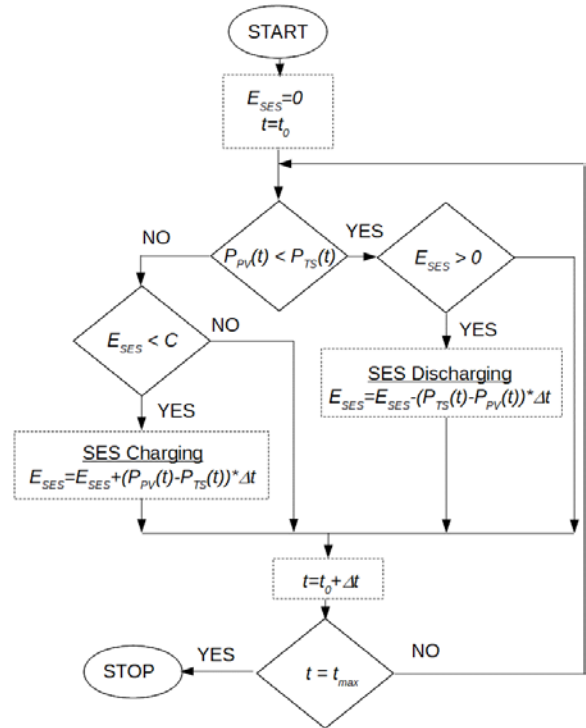 START
E_SES=0
t=t_0
NO
P_PV(t) < P_TS(t)
YES
E_SES > 0
E_SES < C
NO
YES
YES
SES Discharging
E_SES=E_SES-(P_TS(t)-P_PV(t))*Δt
SES Charging
E_SES=E_SES+(P_PV(t)-P_TS(t))*Δt
t=t_0+Δt
STOP
YES
t = t_max
NO